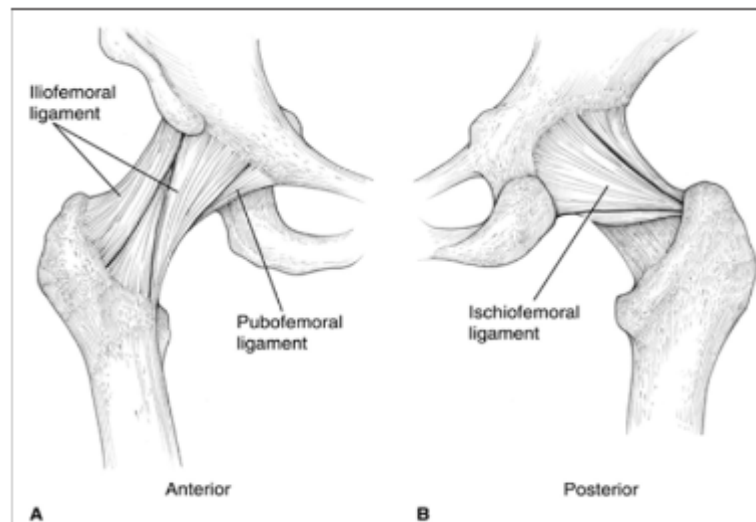 Iliofemoral
ligament
Pubofemoral
ligament
Ischiofemoral
ligament
Anterior
Posterior
A
B